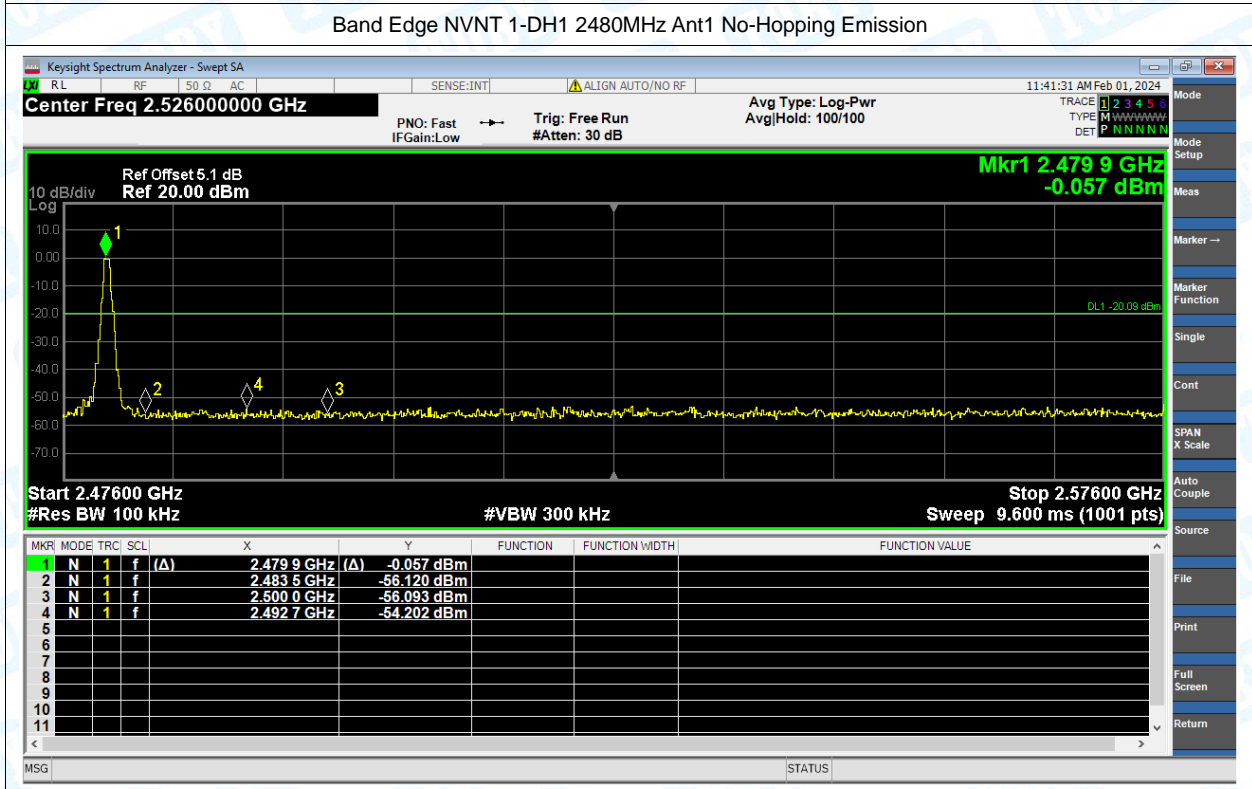 Band Edge NVNT 1-DH1 2480MHz Ant1 No-Hopping Emission
Keysight Spectrum Analyzer - Swept SA
LXI RL RF 50 Ω AC SENSE:INT ALIGN AUTO/NO RF 11:41:31 AM Feb 01, 2024
Center Freq 2.526000000 GHz
PNO: Fast
IFGain:Low
Trig: Free Run
#Atten: 30 dB
Avg Type: Log-Pwr
Avg|Hold: 100/100
TRACE 1 2 3 4 5 6
TYPE M WWWWW
DET P N N N N N
Mkr1 2.479 9 GHz
-0.057 dBm
Ref Offset 5.1 dB
10 dB/div Ref 20.00 dBm
Log
10.0
0.00
-10.0
-20.0
-30.0
-40.0
-50.0
-60.0
-70.0
1
2
4
3
DL1 -20.09 dBm
Start 2.47600 GHz Stop 2.57600 GHz
#Res BW 100 kHz #VBW 300 kHz Sweep 9.600 ms (1001 pts)
MKR MODE TRC SCL X Y FUNCTION FUNCTION WIDTH FUNCTION VALUE
1 N 1 f (Δ) 2.479 9 GHz (Δ) -0.057 dBm
2 N 1 f 2.483 5 GHz -56.120 dBm
3 N 1 f 2.500 0 GHz -56.093 dBm
4 N 1 f 2.492 7 GHz -54.202 dBm
5
6
7
8
9
10
11
MSG STATUS
Mode
Mode
Setup
Meas
Marker →
Marker
Function
Single
Cont
SPAN
X Scale
Auto
Couple
Source
File
Print
Full
Screen
Return